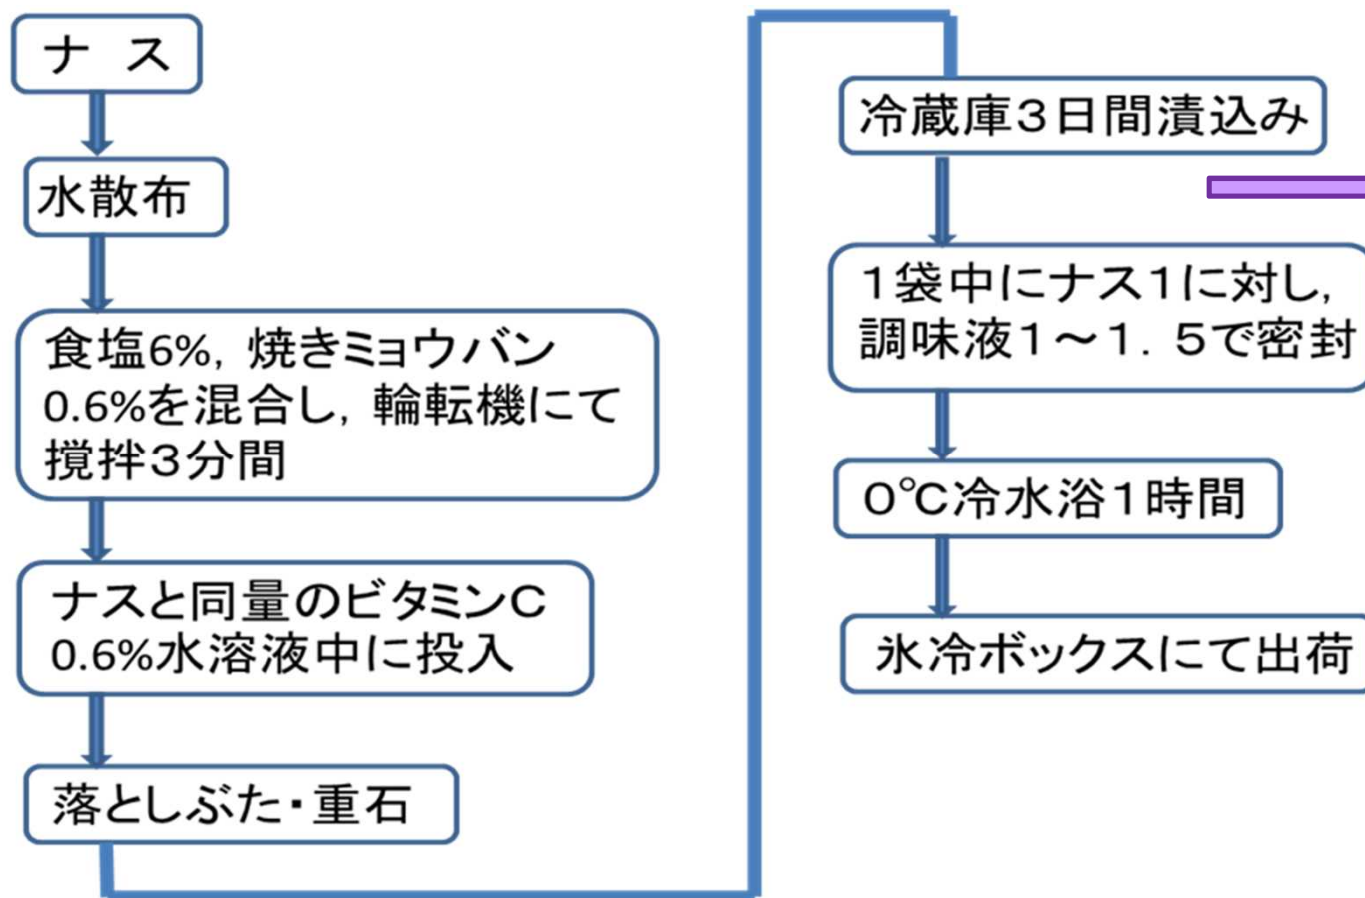 ナ ス
水散布
食塩6%, 焼きミョウバン
0.6%を混合し, 輪転機にて
撹拌３分間
ナスと同量のビタミンＣ
0.6%水溶液中に投入
落としぶた・重石
冷蔵庫３日間漬込み
１袋中にナス１に対し,
調味液１～１. ５で密封
０℃冷水浴１時間
氷冷ボックスにて出荷